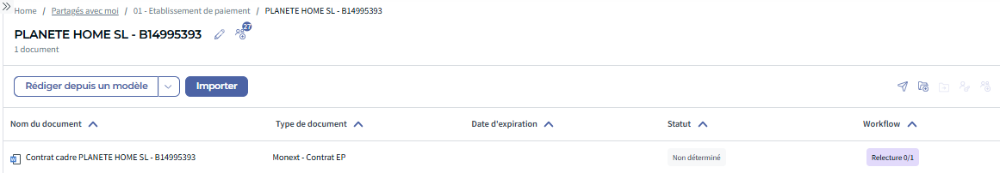 Home / Partagés avec moi / 01 - Etablissement de paiement / PLANETE HOME SL - B14995393
PLANETE HOME SL - B14995393 27
1 document
Rédiger depuis un modèle Importer
Nom du document Type de document Date d'expiration Statut Workflow
Contrat cadre PLANETE HOME SL - B14995393 Monext - Contrat EP Non déterminé Relecture 0/1